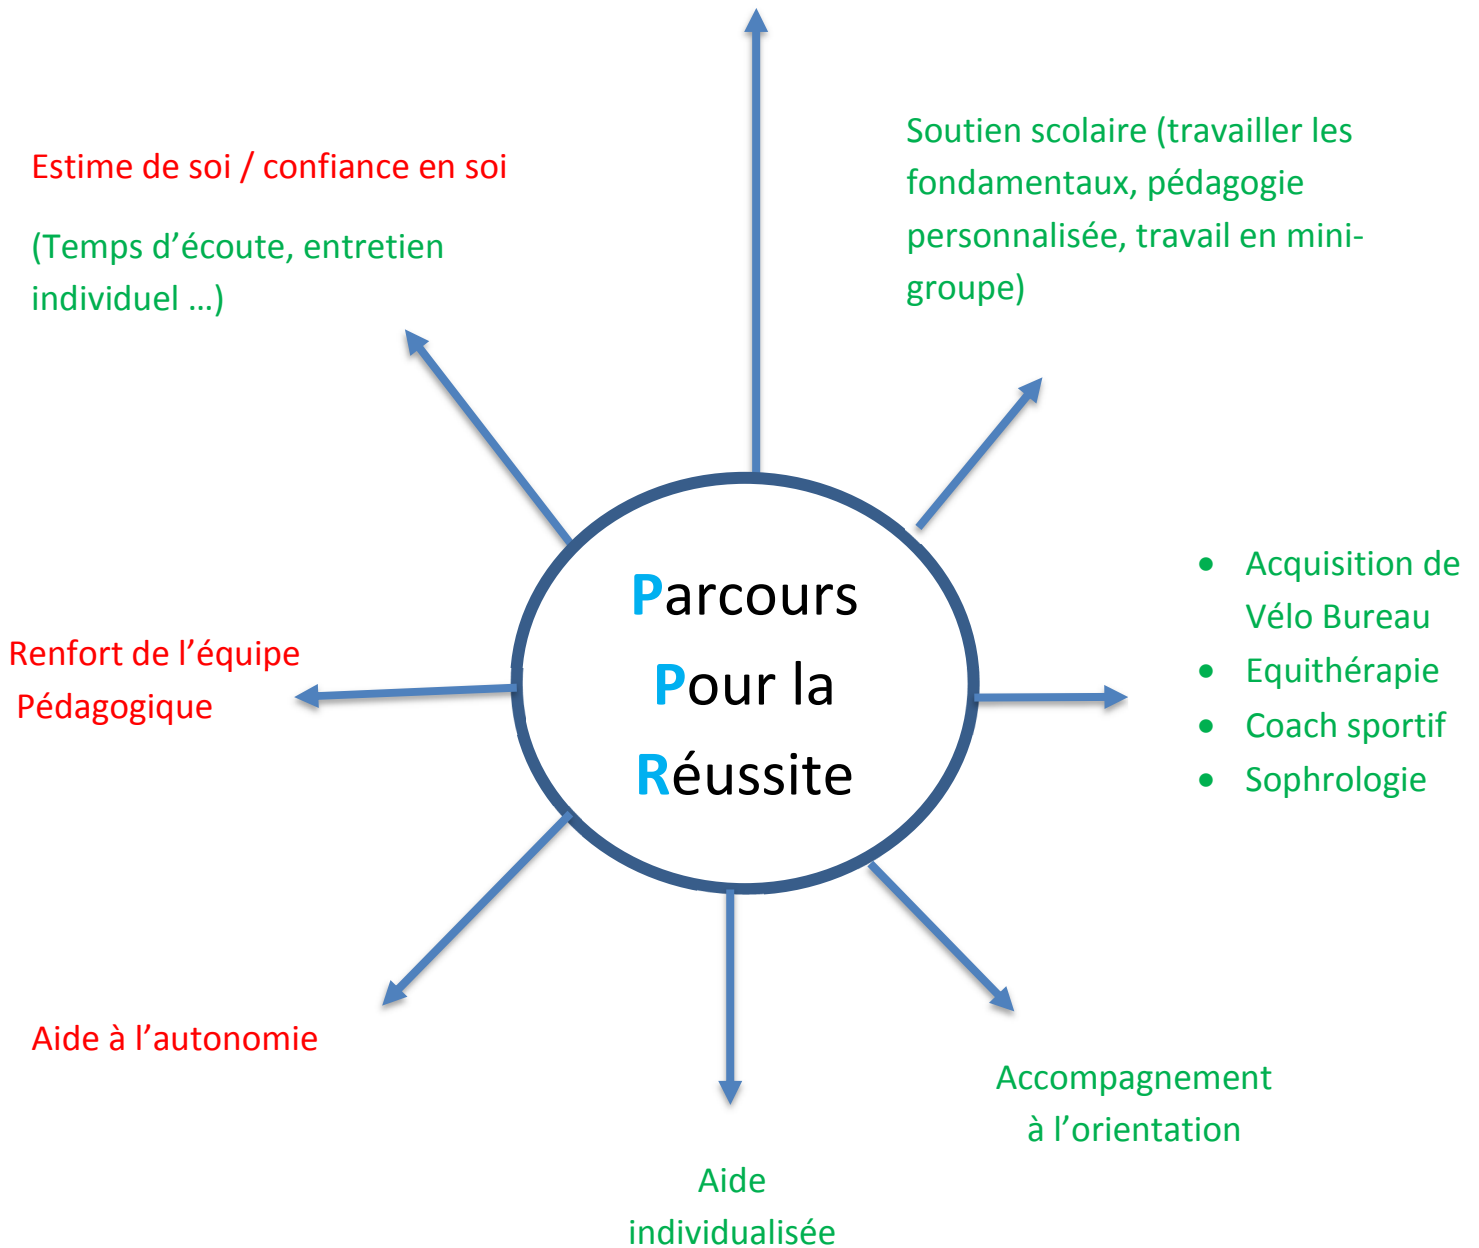 Estime de soi / confiance en soi
(Temps d’écoute, entretien
individuel ...)
Soutien scolaire (travailler les
fondamentaux, pédagogie
personnalisée, travail en mini-
groupe)
Parcours
Pour la
Réussite
• Acquisition de
Vélo Bureau
• Equithérapie
• Coach sportif
• Sophrologie
Renfort de l’équipe
Pédagogique
Aide à l’autonomie
Accompagnement
à l’orientation
Aide
individualisée